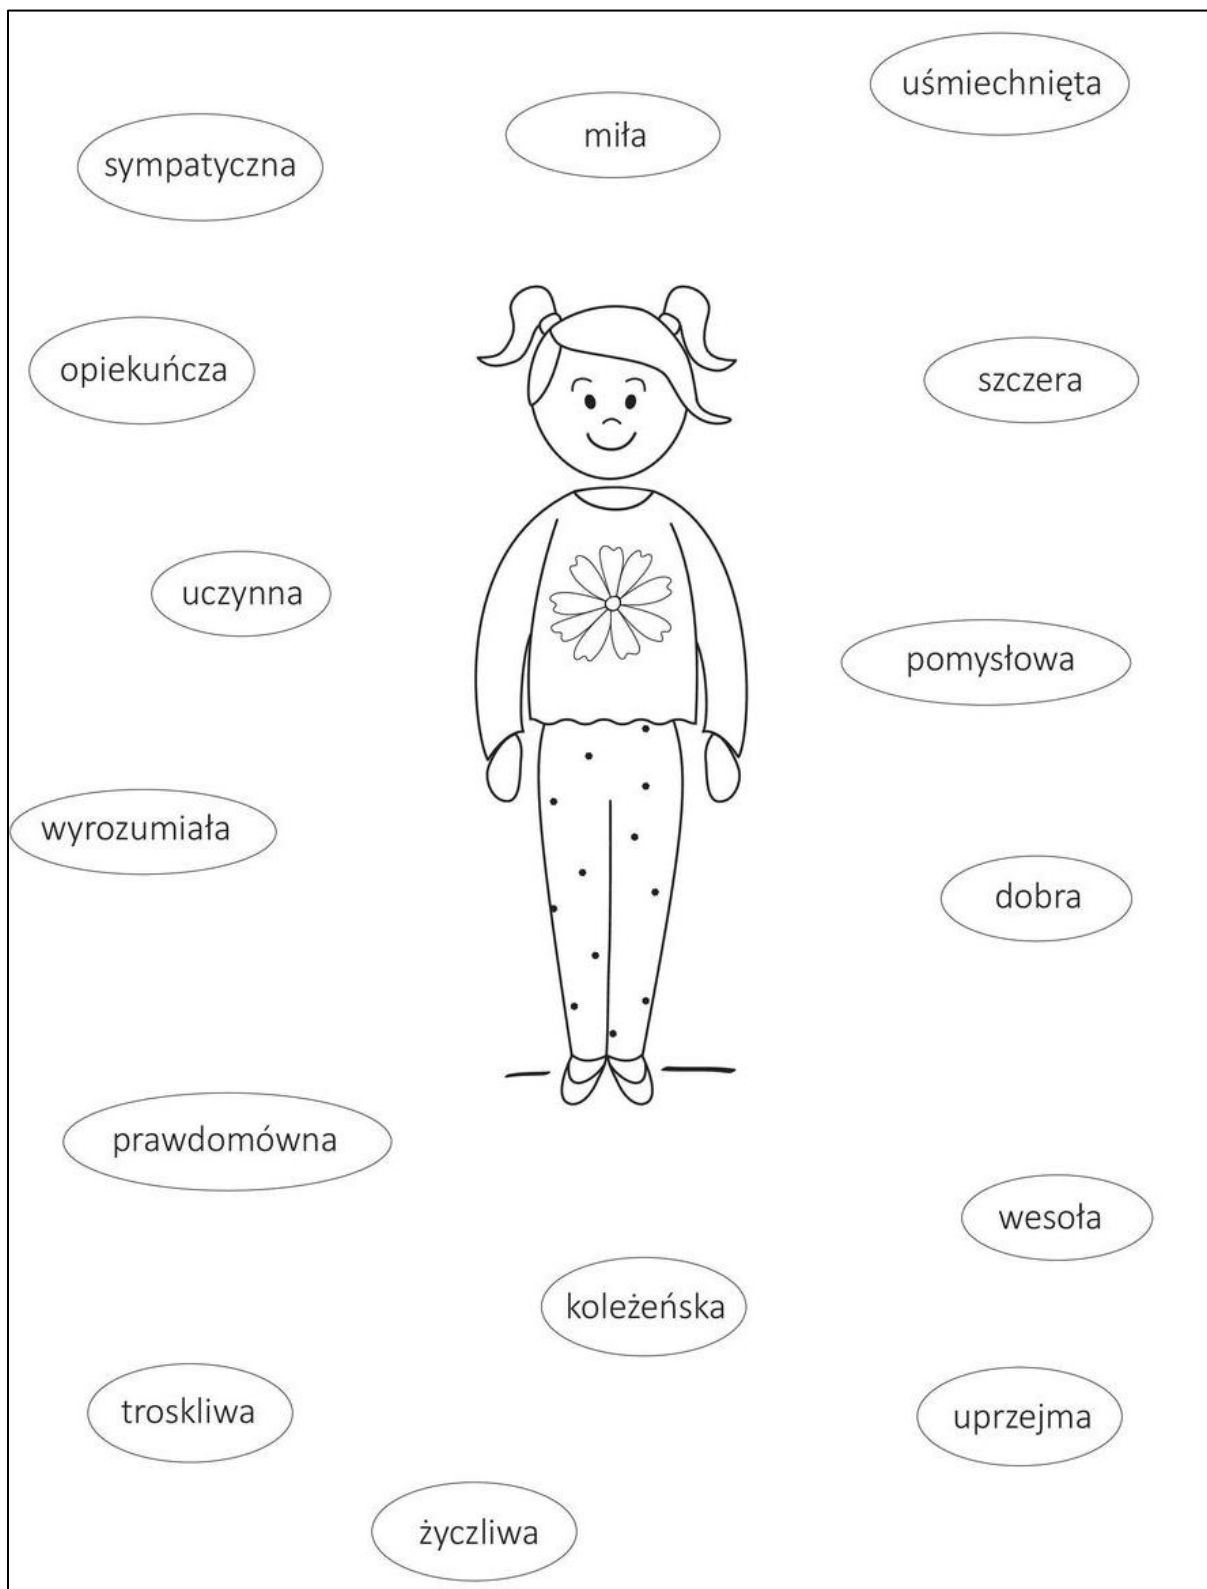 uśmiechnięta
miła
sympatyczna
opiekuńcza
szczera
uczynna
pomysłowa
wyrozumiała
dobra
prawdomówna
wesoła
koleżeńska
troskliwa
uprzejma
życzliwa